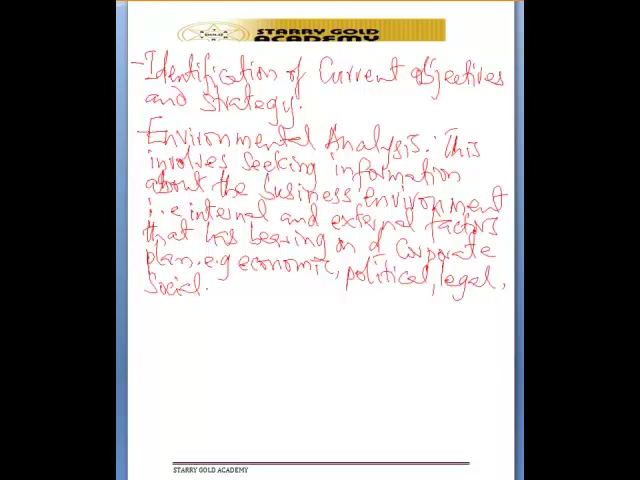 STARRY GOLD
ACADEMY
- Identification of Current objectives
and strategy.
- Environmental Analysis: This
involves seeking information
about the business environment
i.e internal and external factors
that has bearing on d corporate
plan. e.g economic, political, legal,
Social.
STARRY GOLD ACADEMY